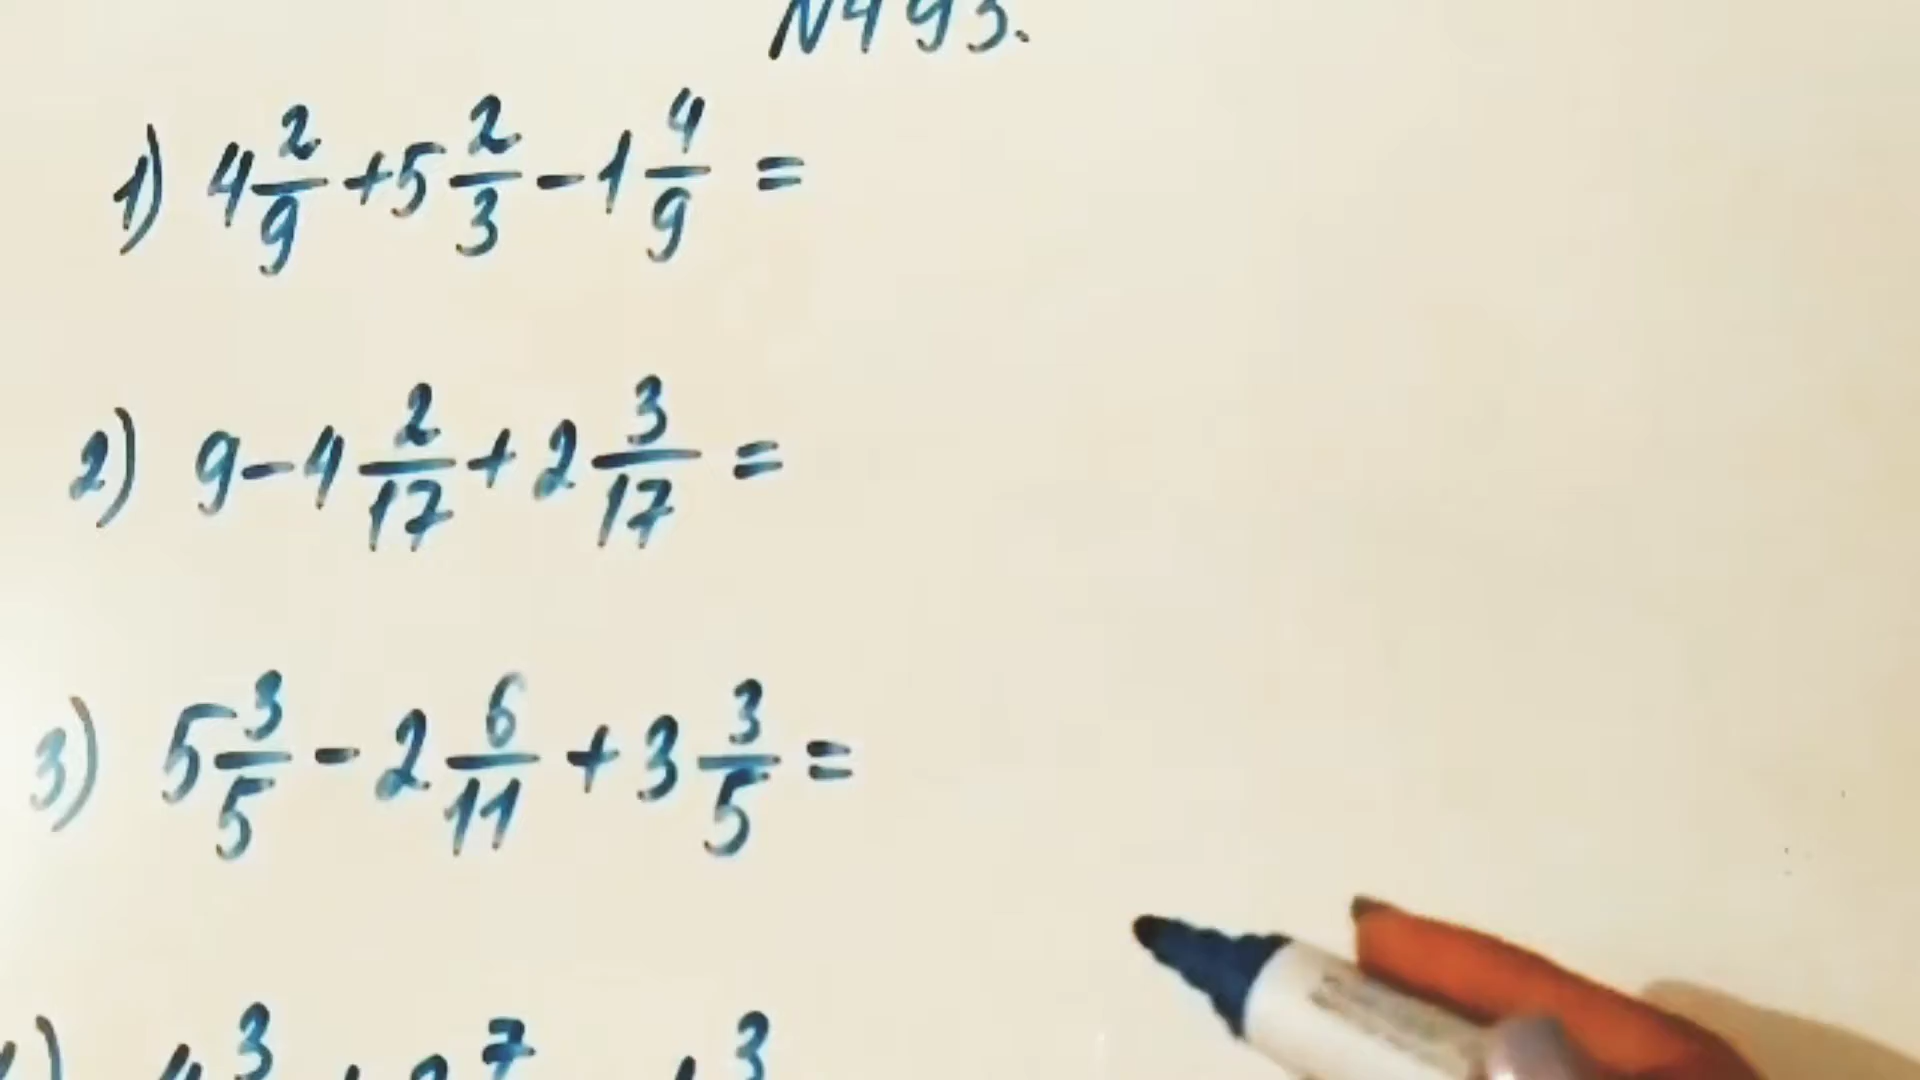 N493.
1) 4 2/9 + 5 2/3 - 1 4/9 =
2) 9 - 4 2/17 + 2 3/17 =
3) 5 3/5 - 2 6/11 + 3 3/5 =